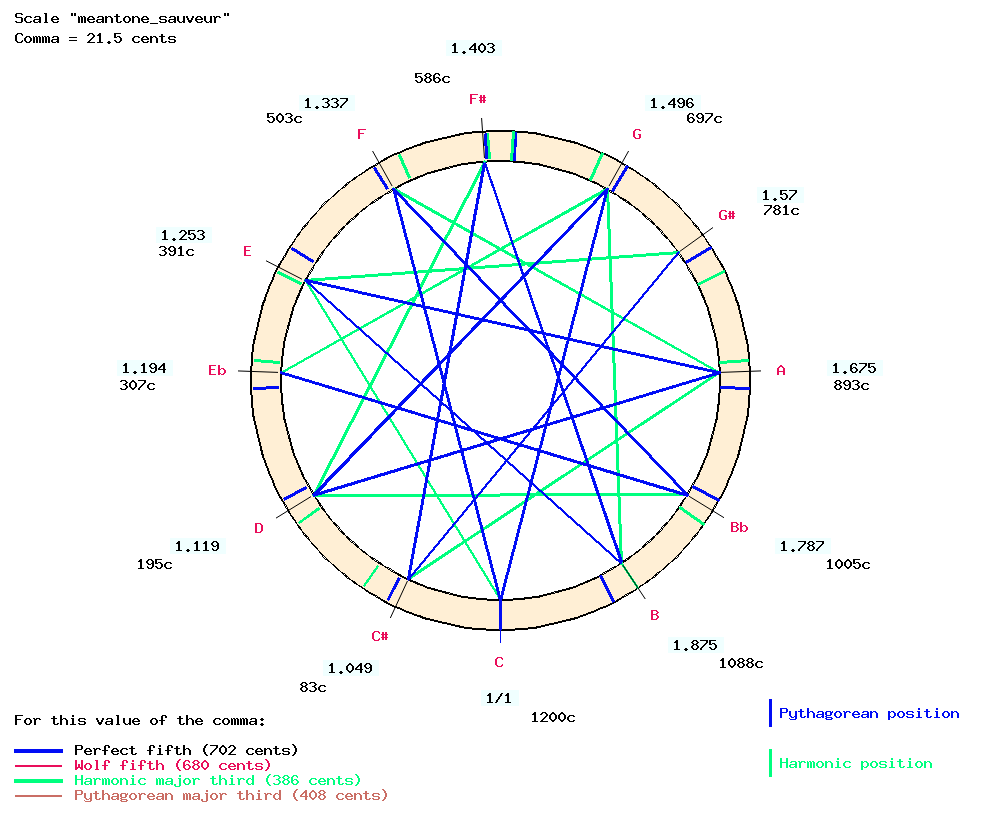 Scale "meantone_sauveur"
Comma = 21.5 cents
1.403
586c
F#
1.337
503c
F
1.496
697c
G
1.57
781c
G#
1.253
391c
E
1.194
307c
Eb
A
1.675
893c
D
1.119
195c
Bb
1.787
1005c
C#
1.049
83c
B
1.875
1088c
C
1/1
1200c
For this value of the comma:
Perfect fifth (702 cents)
Wolf fifth (680 cents)
Harmonic major third (386 cents)
Pythagorean major third (408 cents)
Pythagorean position
Harmonic position